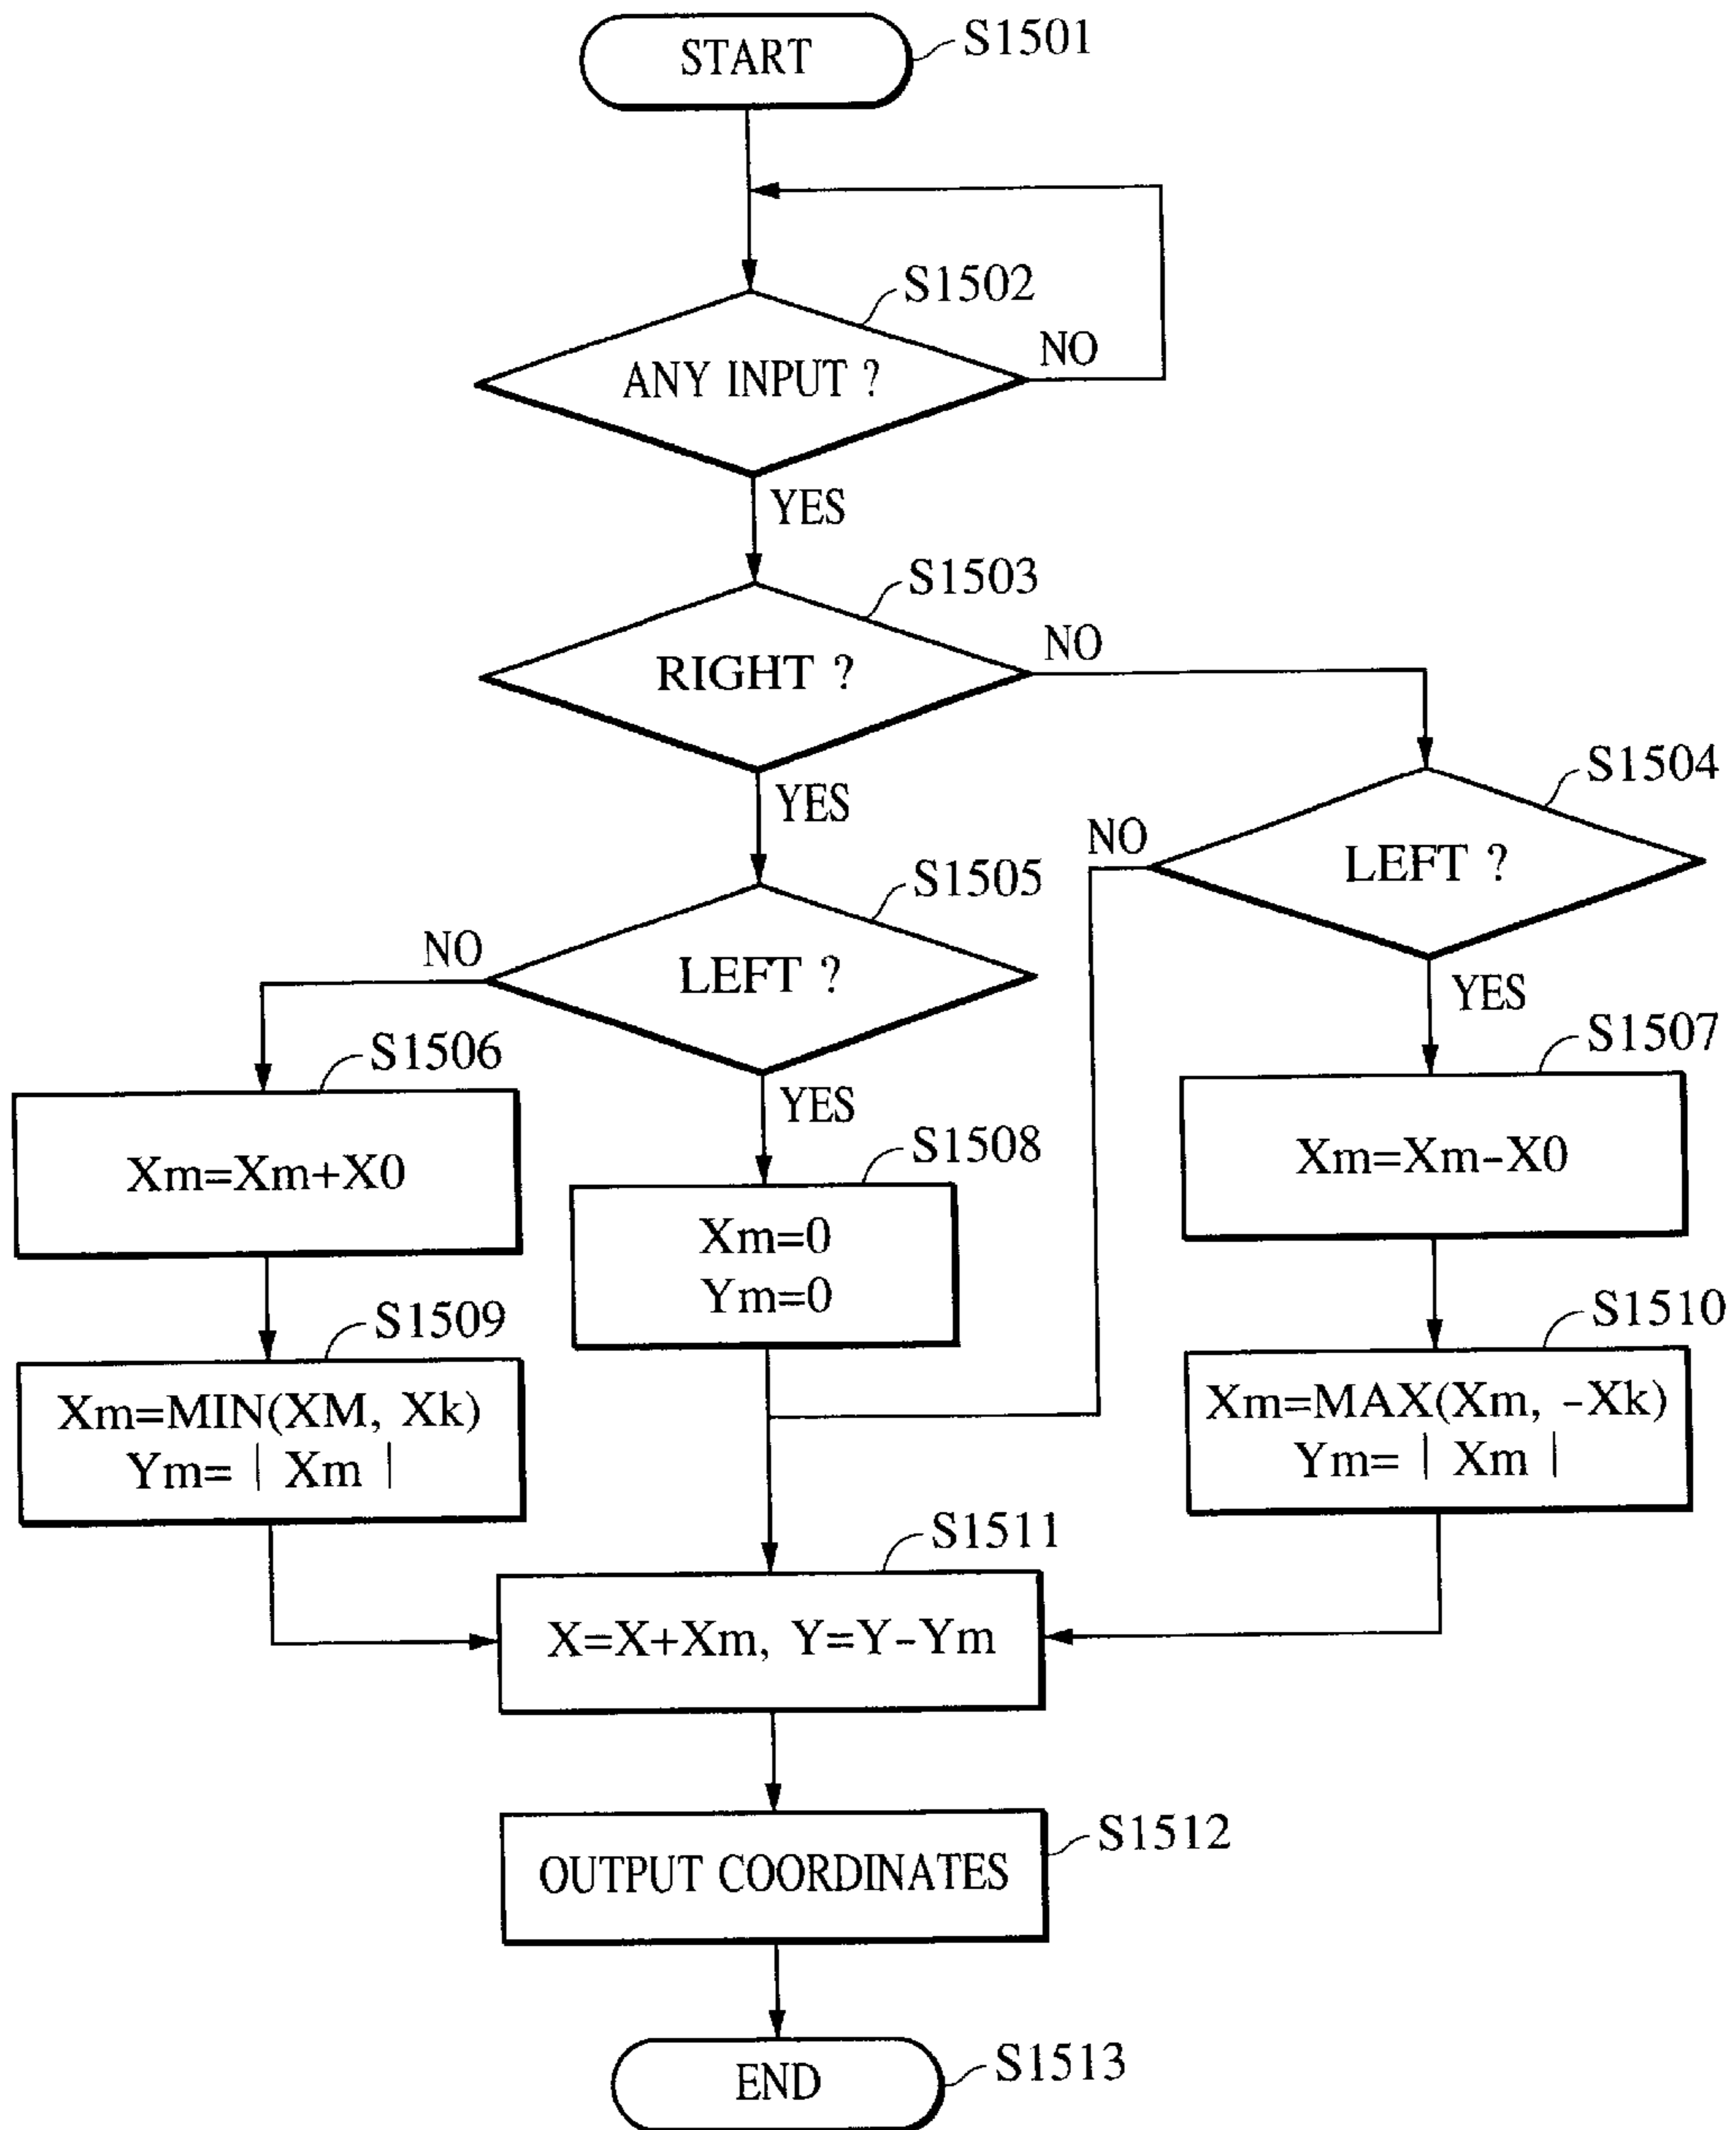 START
S1501
S1502
ANY INPUT ?
NO
YES
S1503
RIGHT ?
NO
YES
S1504
LEFT ?
NO
YES
S1505
LEFT ?
NO
YES
S1506
Xm=Xm+X0
S1507
Xm=Xm-X0
S1508
Xm=0
Ym=0
S1509
Xm=MIN(XM, Xk)
Ym= | Xm |
S1510
Xm=MAX(Xm, -Xk)
Ym= | Xm |
S1511
X=X+Xm, Y=Y-Ym
S1512
OUTPUT COORDINATES
END
S1513